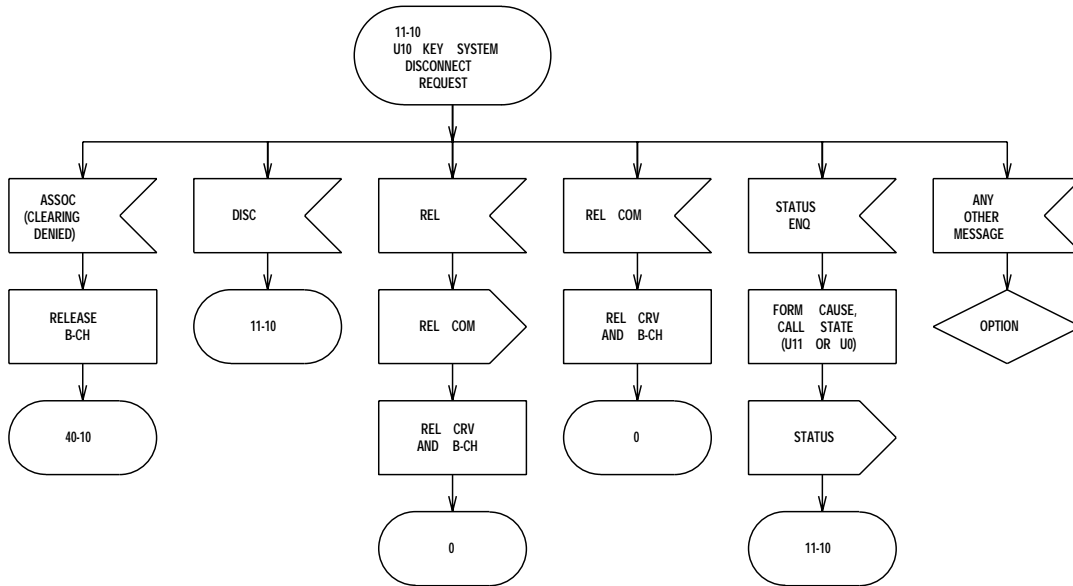 11-10
U10 KEY SYSTEM
DISCONNECT
REQUEST
ASSOC
(CLEARING
DENIED)
DISC
REL
REL COM
STATUS
ENQ
ANY
OTHER
MESSAGE
RELEASE
B-CH
11-10
REL COM
REL CRV
AND B-CH
FORM CAUSE,
CALL STATE
(U11 OR U0)
OPTION
40-10
REL CRV
AND B-CH
0
STATUS
0
11-10